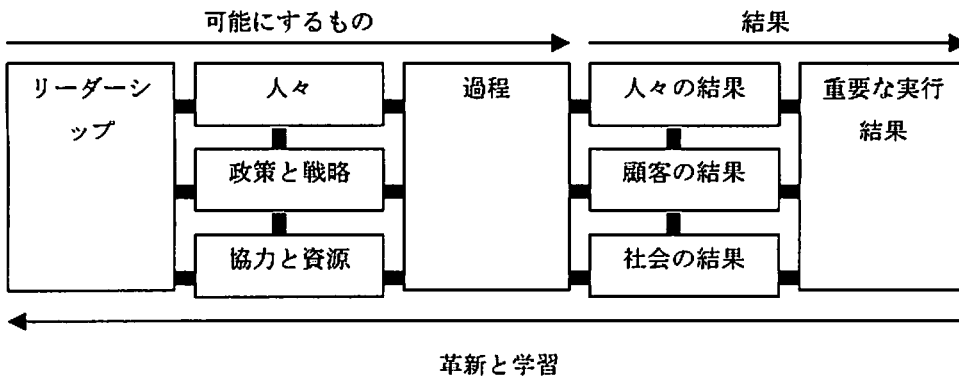 可能にするもの
結果
リーダーシ
ップ
人々
過程
人々の結果
重要な実行
結果
政策と戦略
顧客の結果
協力と資源
社会の結果
革新と学習